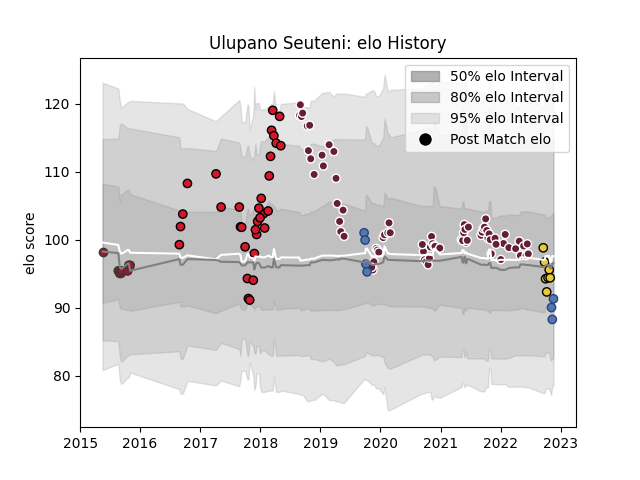 Ulupano Seuteni: elo History
50% elo Interval
80% elo Interval
95% elo Interval
Post Match elo
elo score
120
110
100
90
80
2015 2016 2017 2018 2019 2020 2021 2022 2023